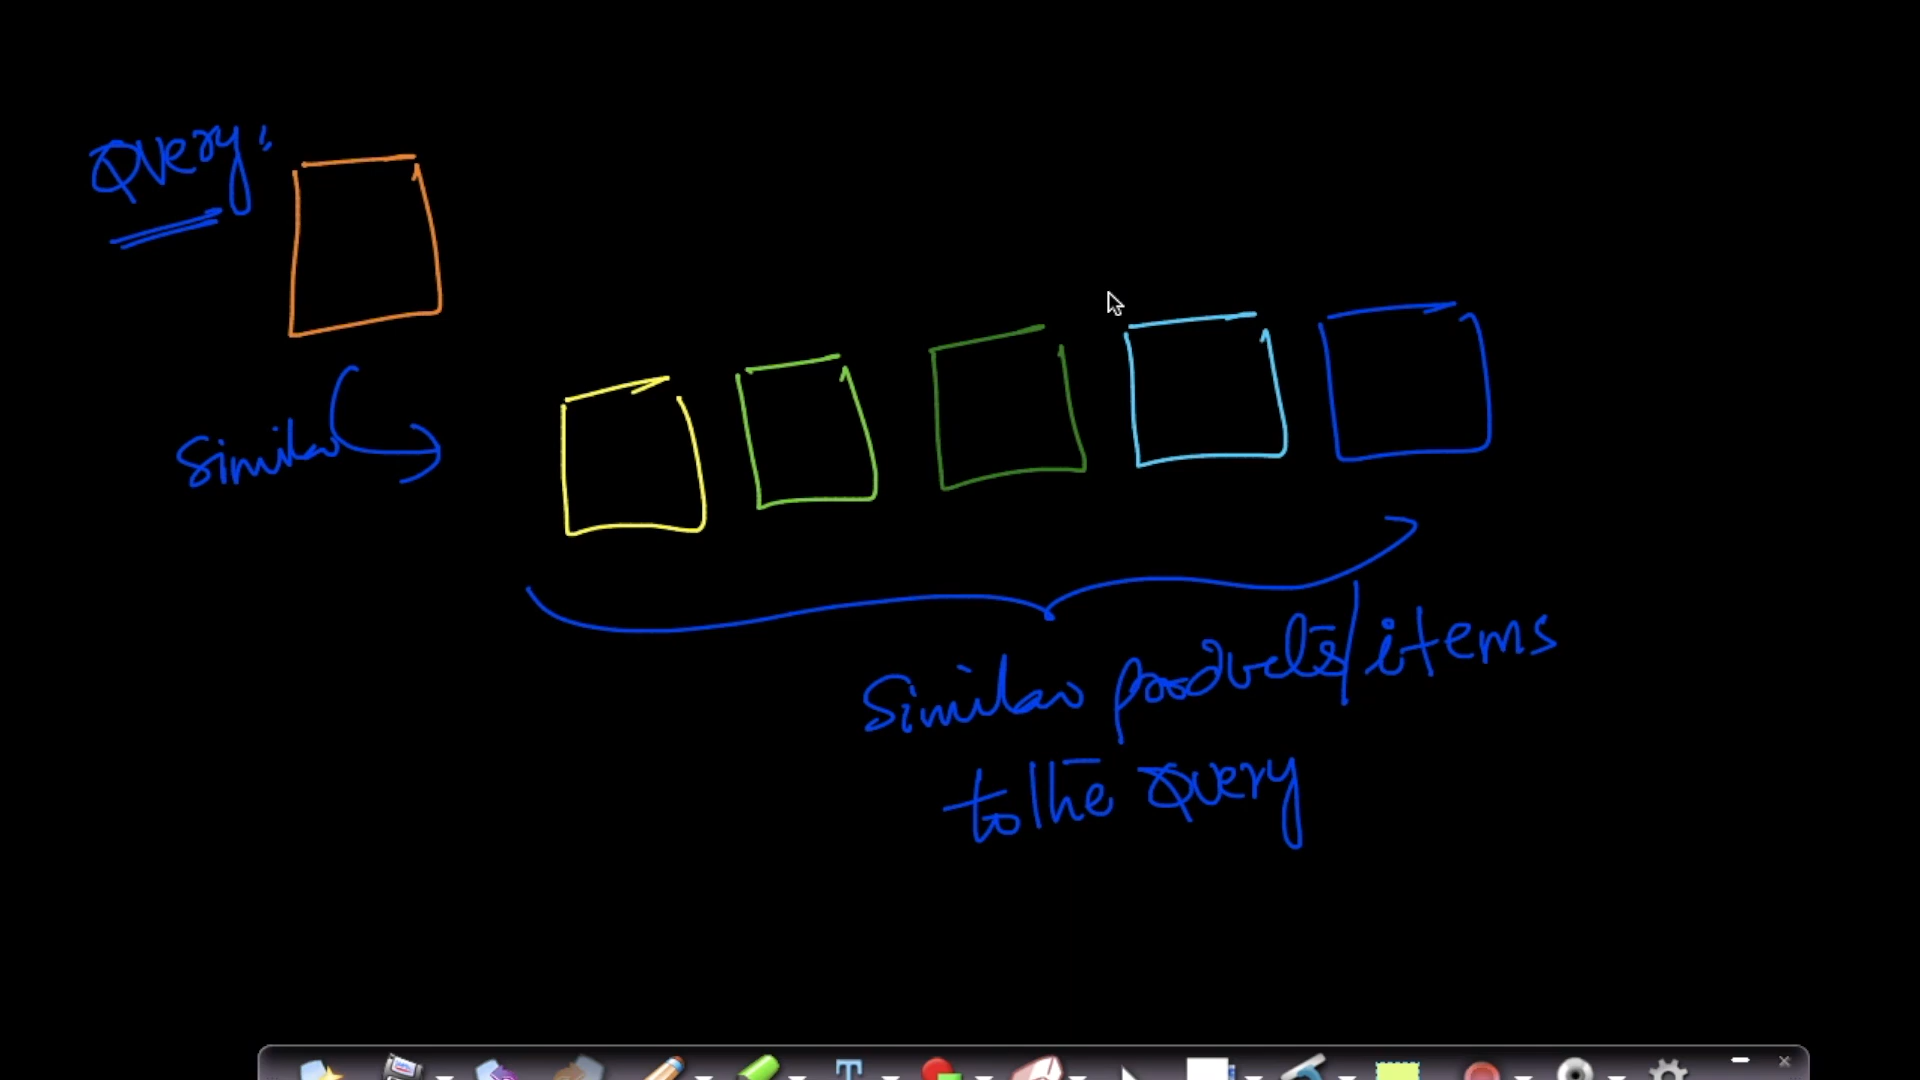 Query:
Similar
Similar products/items
to the Query
T